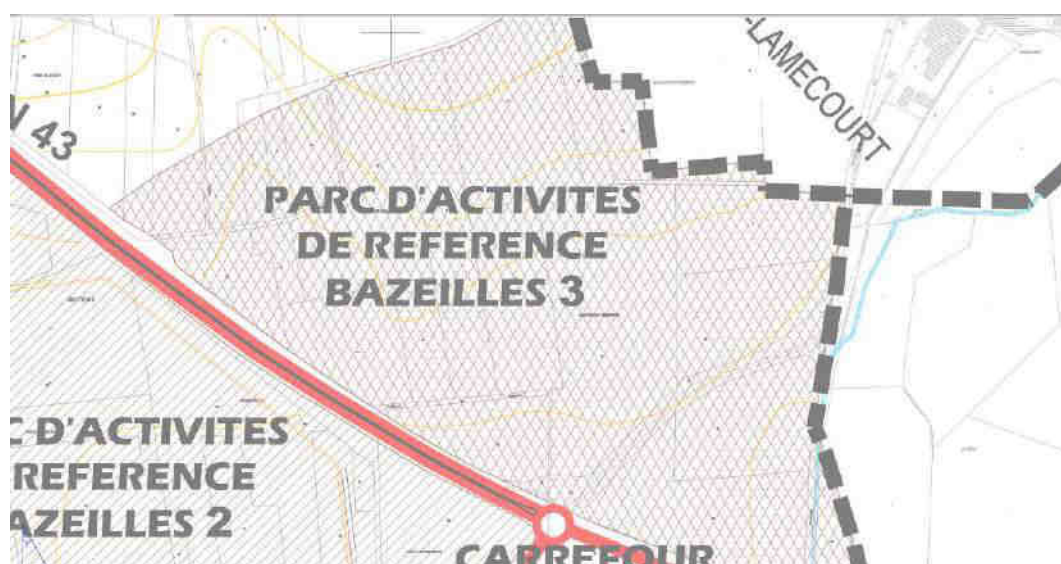 N 43
-LAMECOURT
PARC D'ACTIVITES
DE REFERENCE
BAZEILLES 3
C D'ACTIVITES
REFERENCE
AZEILLES 2
CARREFOUR